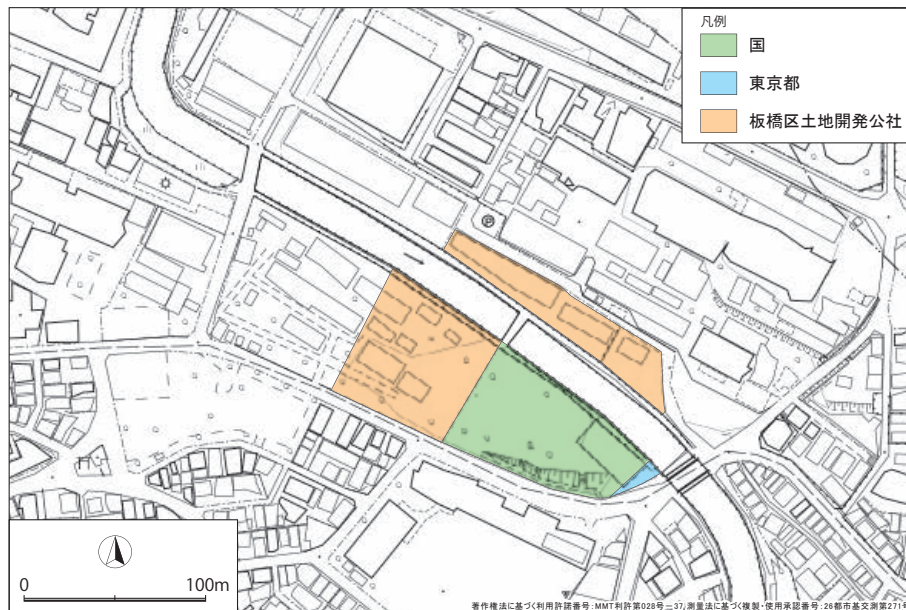 凡例
国
東京都
板橋区土地開発公社
0 100m
著作権法に基づく利用許諾番号:MMT利許第028号-37,測量法に基づく複製・使用承認番号:26都市基交測第271号